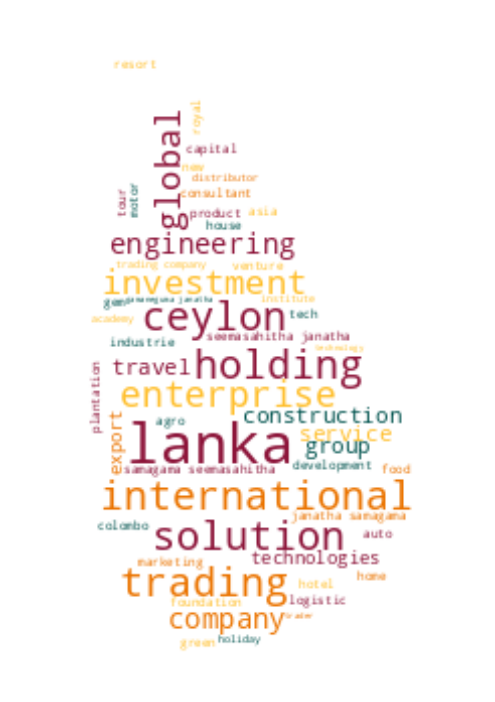 resort
global
royal
capital
new
distributor
tour
motor
consultant
product
asia
house
engineering
trading company
venture
investment
gem
institute
ceylon
tech
academy
seemasahitha janatha
industrie
technology
travel
holding
plantation
enterprise
export
agro
construction
service
lanka
group
samagama seemasahitha
development
food
international
janatha samagama
colombo
solution
auto
technologies
marketing
home
trading
hotel
foundation
logistic
company
trader
green
holiday